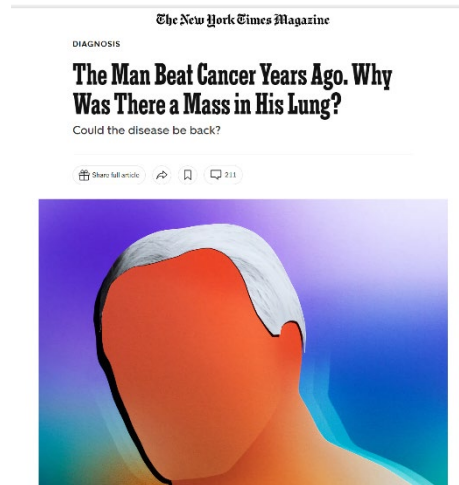 The New York Times Magazine
DIAGNOSIS
The Man Beat Cancer Years Ago. Why
Was There a Mass in His Lung?
Could the disease be back?
Share full article
211